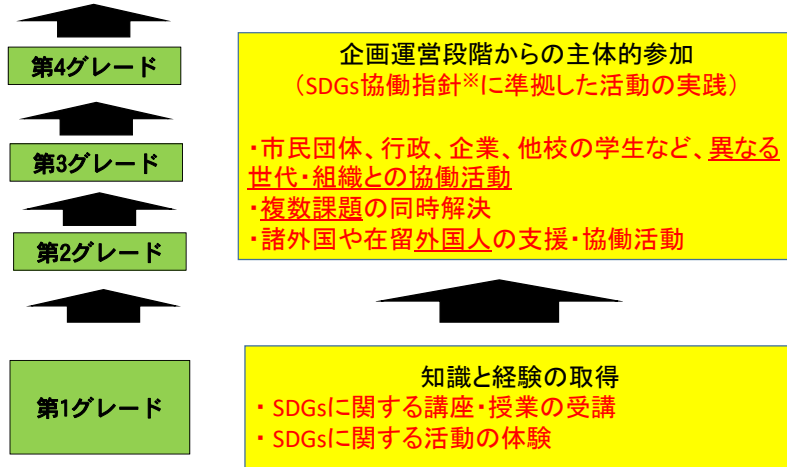 第4グレード
第3グレード
第2グレード
第1グレード
企画運営段階からの主体的参加
（SDGs協働指針※に準拠した活動の実践）
・市民団体、行政、企業、他校の学生など、異なる
世代・組織との協働活動
・複数課題の同時解決
・諸外国や在留外国人の支援・協働活動
知識と経験の取得
・ SDGsに関する講座・授業の受講
・ SDGsに関する活動の体験